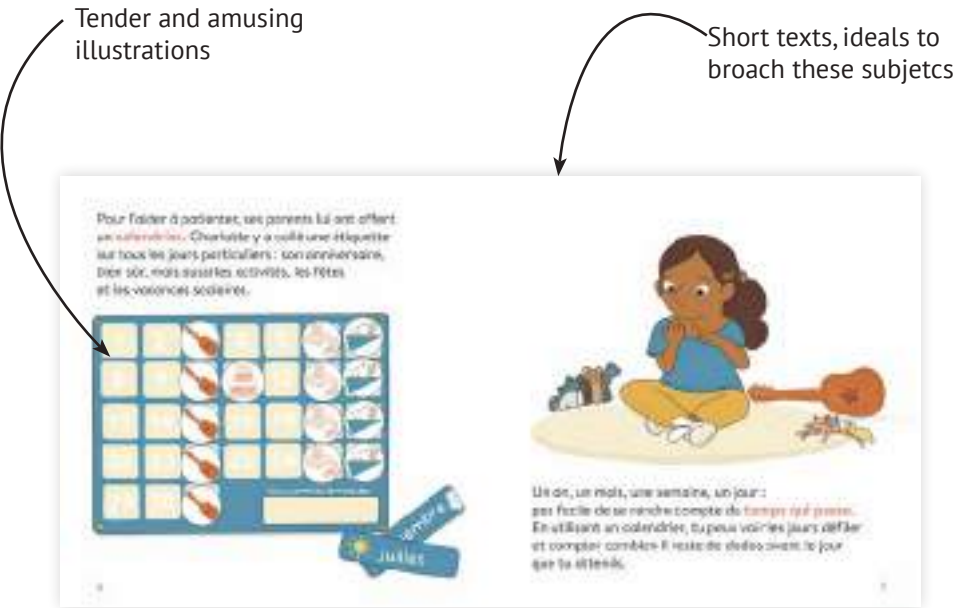 Tender and amusing
illustrations
Short texts, ideals to
broach these subjetcs
Pour l'aider à patienter, ses parents lui ont offert
un calendrier. Charlotte y a collé une étiquette
sur tous les jours particuliers : son anniversaire,
bien sûr, mais aussi les activités, les fêtes
et les vacances scolaires.
embre
Juillet
Un an, un mois, une semaine, un jour :
pas facile de se rendre compte du temps qui passe.
En utilisant un calendrier, tu peux voir les jours défiler
et compter combien il reste de dodos avant le jour
que tu attends.